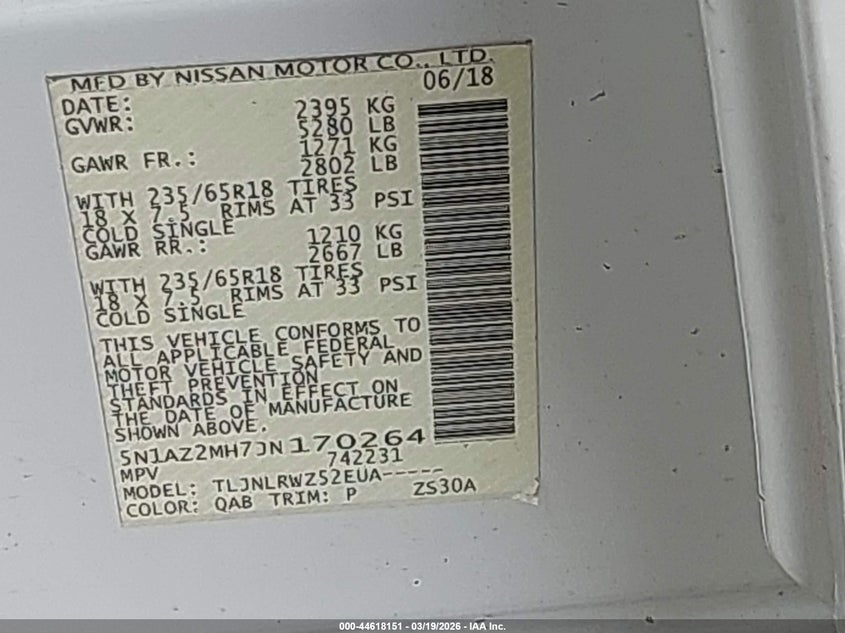 MFD BY NISSAN MOTOR CO., LTD.
DATE: 06/18
GVWR: 2395 KG
5280 LB
GAWR FR.: 1271 KG
2802 LB
WITH 235/65R18 TIRES
18 X 7.5 RIMS AT 33 PSI
COLD SINGLE
GAWR RR.: 1210 KG
2667 LB
WITH 235/65R18 TIRES
18 X 7.5 RIMS AT 33 PSI
COLD SINGLE
THIS VEHICLE CONFORMS TO
ALL APPLICABLE FEDERAL
MOTOR VEHICLE SAFETY AND
THEFT PREVENTION
STANDARDS IN EFFECT ON
THE DATE OF MANUFACTURE
SHOWN ABOVE.
5N1AZ2MH7JN170264
MPV 742231
MODEL: TLJNLRWZ52EUA-----
COLOR: QAB TRIM: P ZS30A
000-44618151 - 03/19/2026 - IAA Inc.